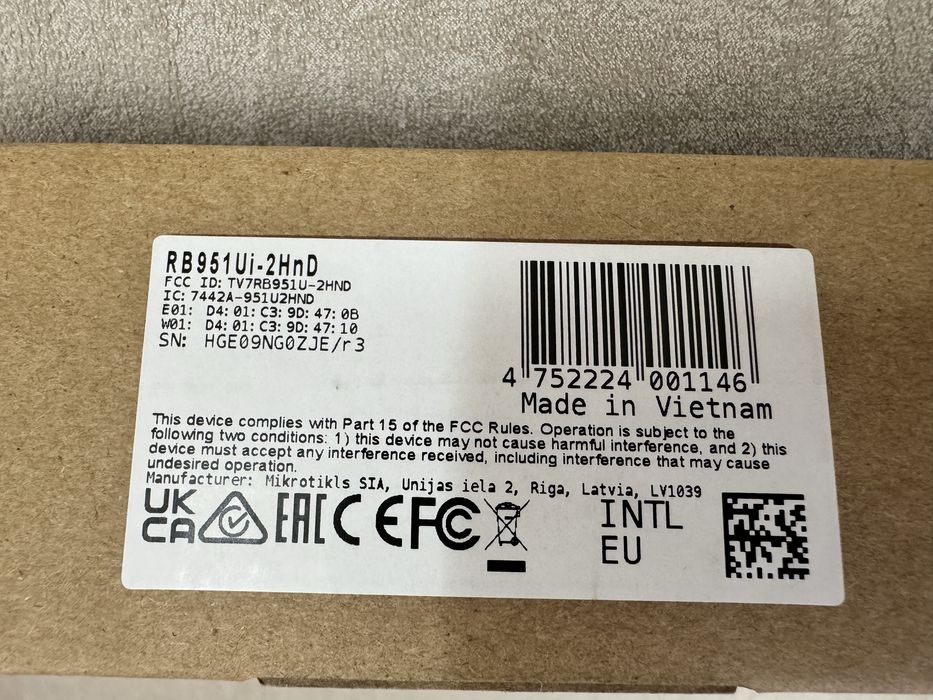 RB951Ui-2HnD
FCC ID: TV7RB951U-2HND
IC: 7442A-951U2HND
E01: D4:01:C3:9D:47:0B
W01: D4:01:C3:9D:47:10
SN: HGE09NG0ZJE/r3
4 752224 001146
Made in Vietnam
This device complies with Part 15 of the FCC Rules. Operation is subject to the
following two conditions: 1) this device may not cause harmful interference, and 2) this
device must accept any interference received, including interference that may cause
undesired operation.
Manufacturer: Mikrotikls SIA, Unijas iela 2, Riga, Latvia, LV1039
UK
CA
EAC
CE
FC
INTL
EU